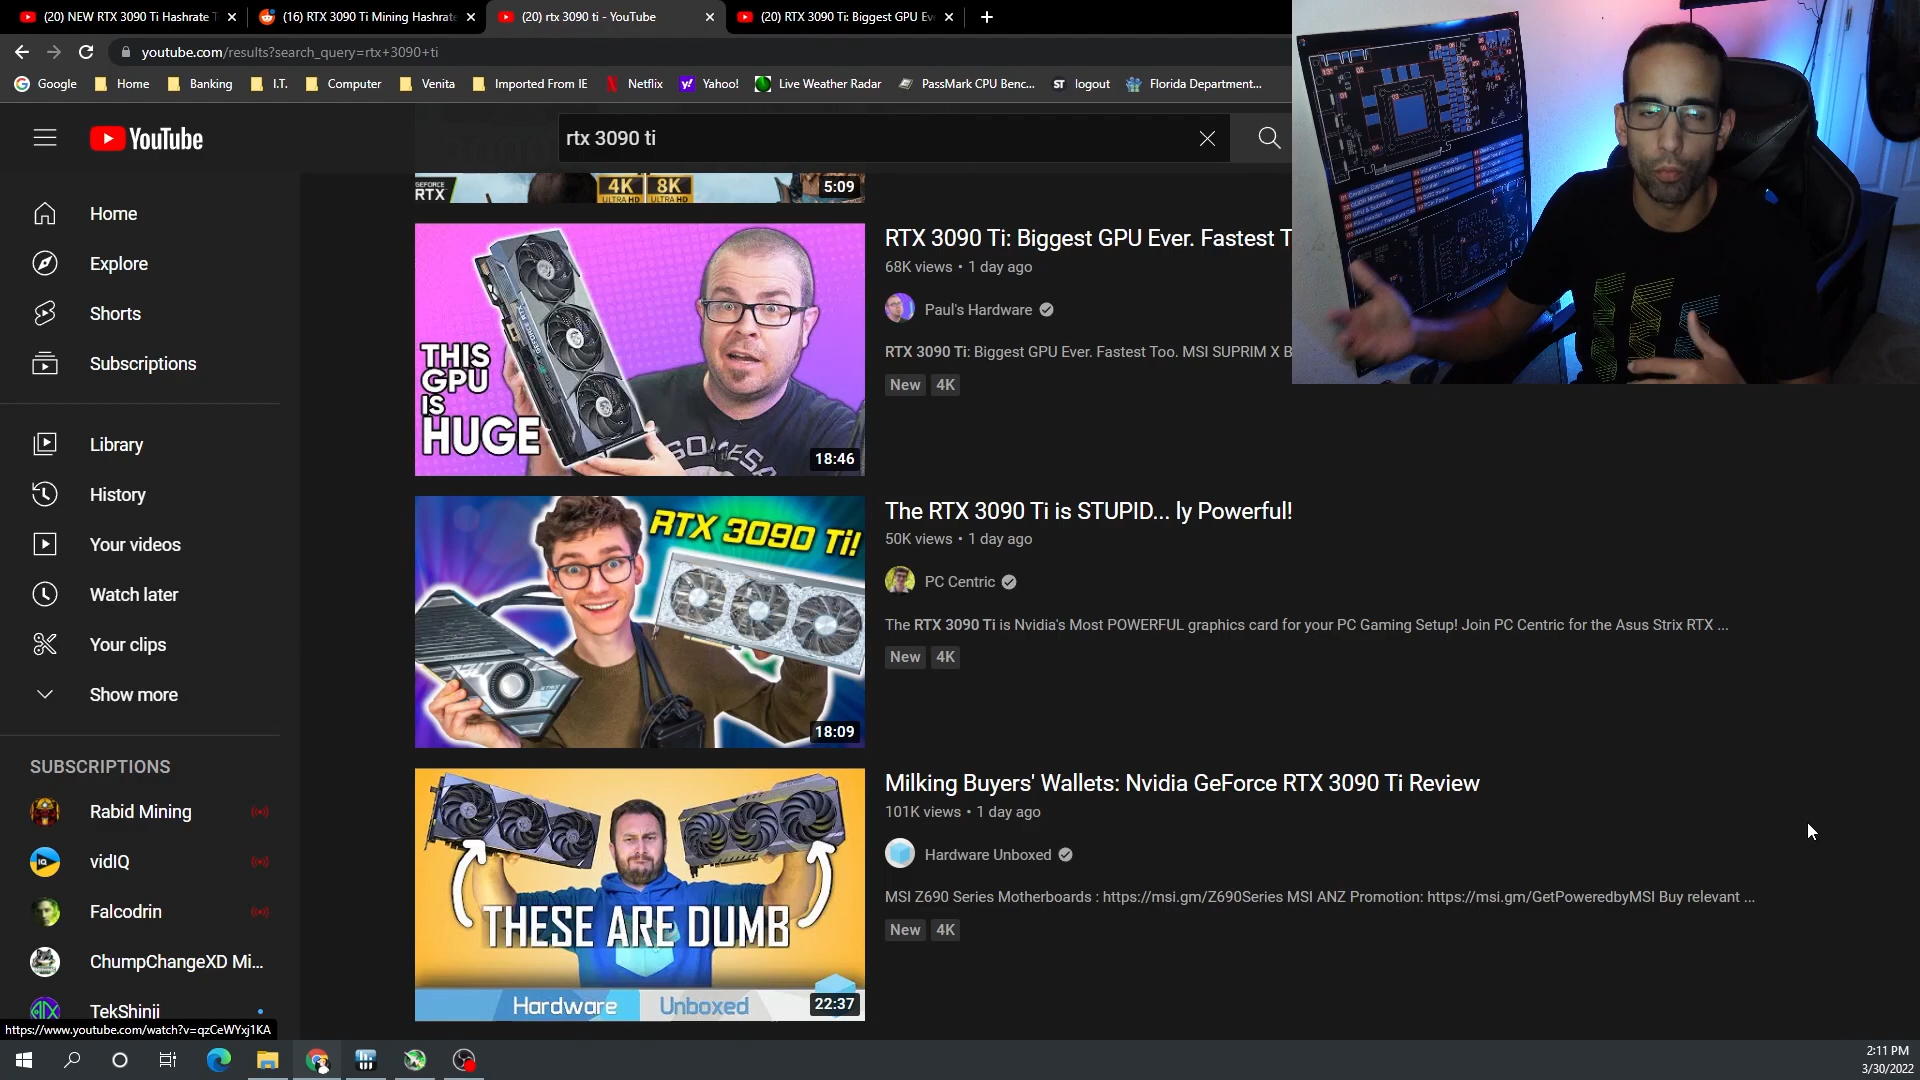 (20) NEW RTX 3090 Ti Hashrate T
(16) RTX 3090 Ti Mining Hashrate
(20) rtx 3090 ti - YouTube
(20) RTX 3090 Ti: Biggest GPU Ev
youtube.com/results?search_query=rtx+3090+ti
Google
Home
Banking
I.T.
Computer
Venita
Imported From IE
Netflix
Yahoo!
Live Weather Radar
PassMark CPU Benc...
ST logout
Florida Department...
YouTube
rtx 3090 ti
Home
Explore
Shorts
Subscriptions
Library
History
Your videos
Watch later
Your clips
Show more
SUBSCRIPTIONS
Rabid Mining
vidIQ
Falcodrin
ChumpChangeXD Mi...
TekShinji
GEFORCE
RTX
4K
ULTRA HD
8K
ULTRA HD
5:09
THIS
GPU
IS
HUGE
18:46
RTX 3090 Ti: Biggest GPU Ever. Fastest T
68K views • 1 day ago
Paul's Hardware
RTX 3090 Ti: Biggest GPU Ever. Fastest Too. MSI SUPRIM X B
New
4K
RTX 3090 Ti!
18:09
The RTX 3090 Ti is STUPID... ly Powerful!
50K views • 1 day ago
PC Centric
The RTX 3090 Ti is Nvidia's Most POWERFUL graphics card for your PC Gaming Setup! Join PC Centric for the Asus Strix RTX ...
New
4K
THESE ARE DUMB
Hardware Unboxed
22:37
Milking Buyers' Wallets: Nvidia GeForce RTX 3090 Ti Review
101K views • 1 day ago
Hardware Unboxed
MSI Z690 Series Motherboards : https://msi.gm/Z690Series MSI ANZ Promotion: https://msi.gm/GetPoweredbyMSI Buy relevant ...
New
4K
https://www.youtube.com/watch?v=qzCeWYxj1KA
2:11 PM
3/30/2022